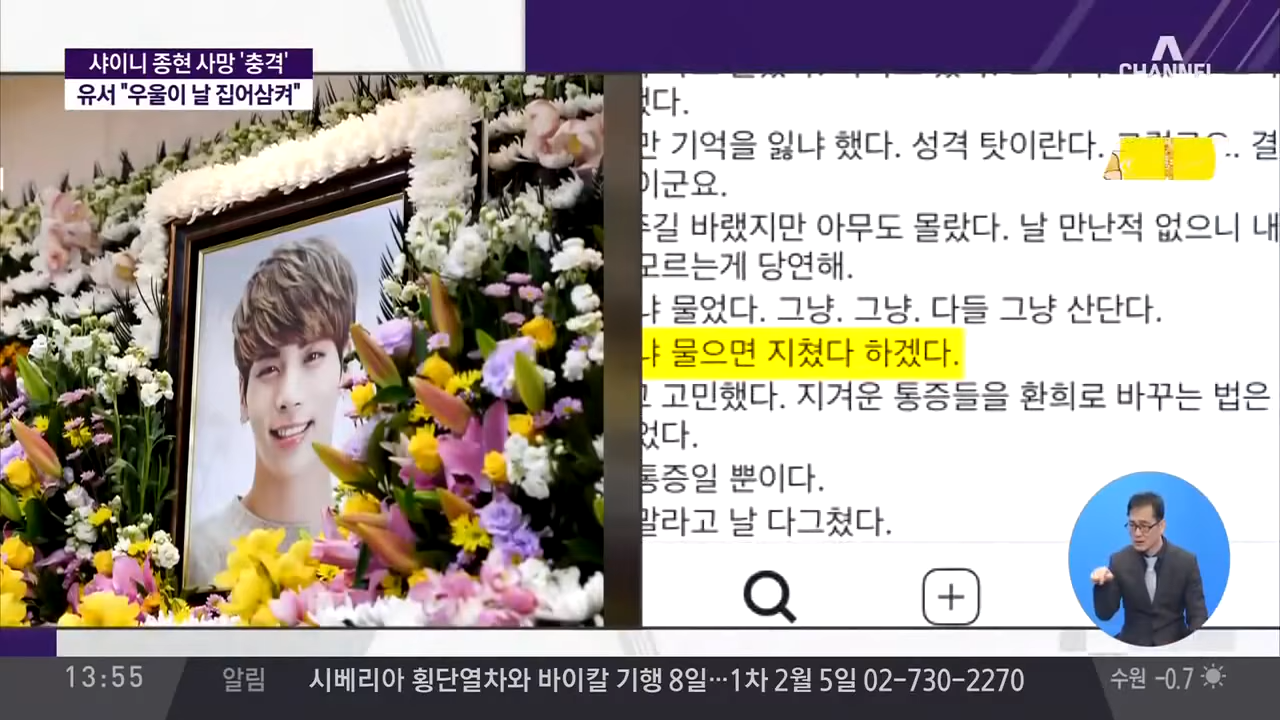 샤이니 종현 사망 '충격'
유서 "우울이 날 집어삼켜"
CHANNEL
했다.
만 기억을 잃냐 했다. 성격 탓이란다. 결
이군요.
주길 바랬지만 아무도 몰랐다. 날 만난적 없으니 내
모르는게 당연해.
냐 물었다. 그냥. 그냥. 다들 그냥 산단다.
냐 물으면 지쳤다 하겠다.
고 고민했다. 지겨운 통증들을 환희로 바꾸는 법은
었다.
통증일 뿐이다.
말라고 날 다그쳤다.
13:55
알림
시베리아 횡단열차와 바이칼 기행 8일···1차 2월 5일 02-730-2270
수원 -0.7